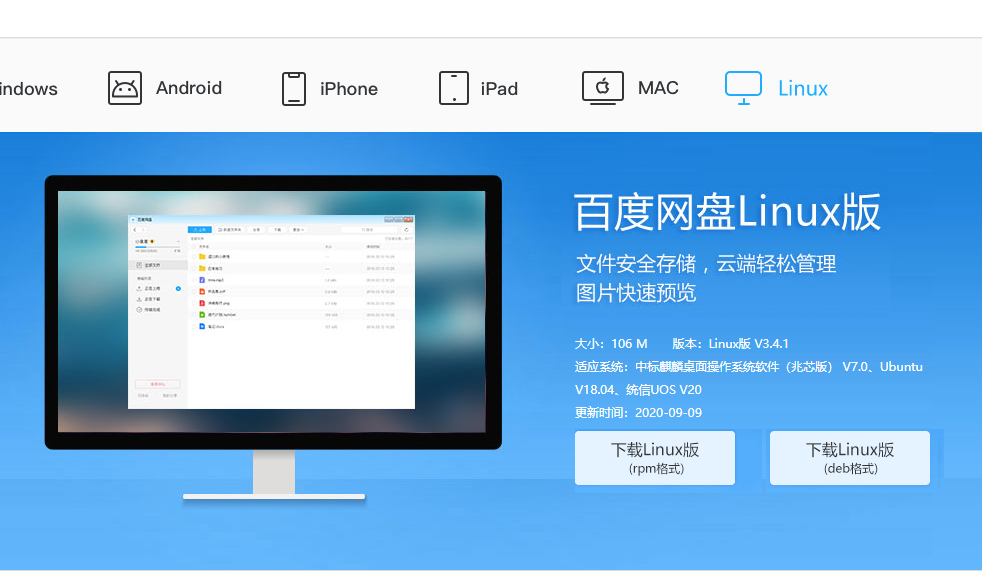 indows
Android
iPhone
iPad
MAC
Linux
百度网盘Linux版
文件安全存储，云端轻松管理
图片快速预览
大小：106 M 版本：Linux版 V3.4.1
适应系统：中标麒麟桌面操作系统软件（兆芯版） V7.0、Ubuntu
V18.04、统信UOS V20
更新时间：2020-09-09
下载Linux版
(rpm格式)
下载Linux版
(deb格式)
百度网盘